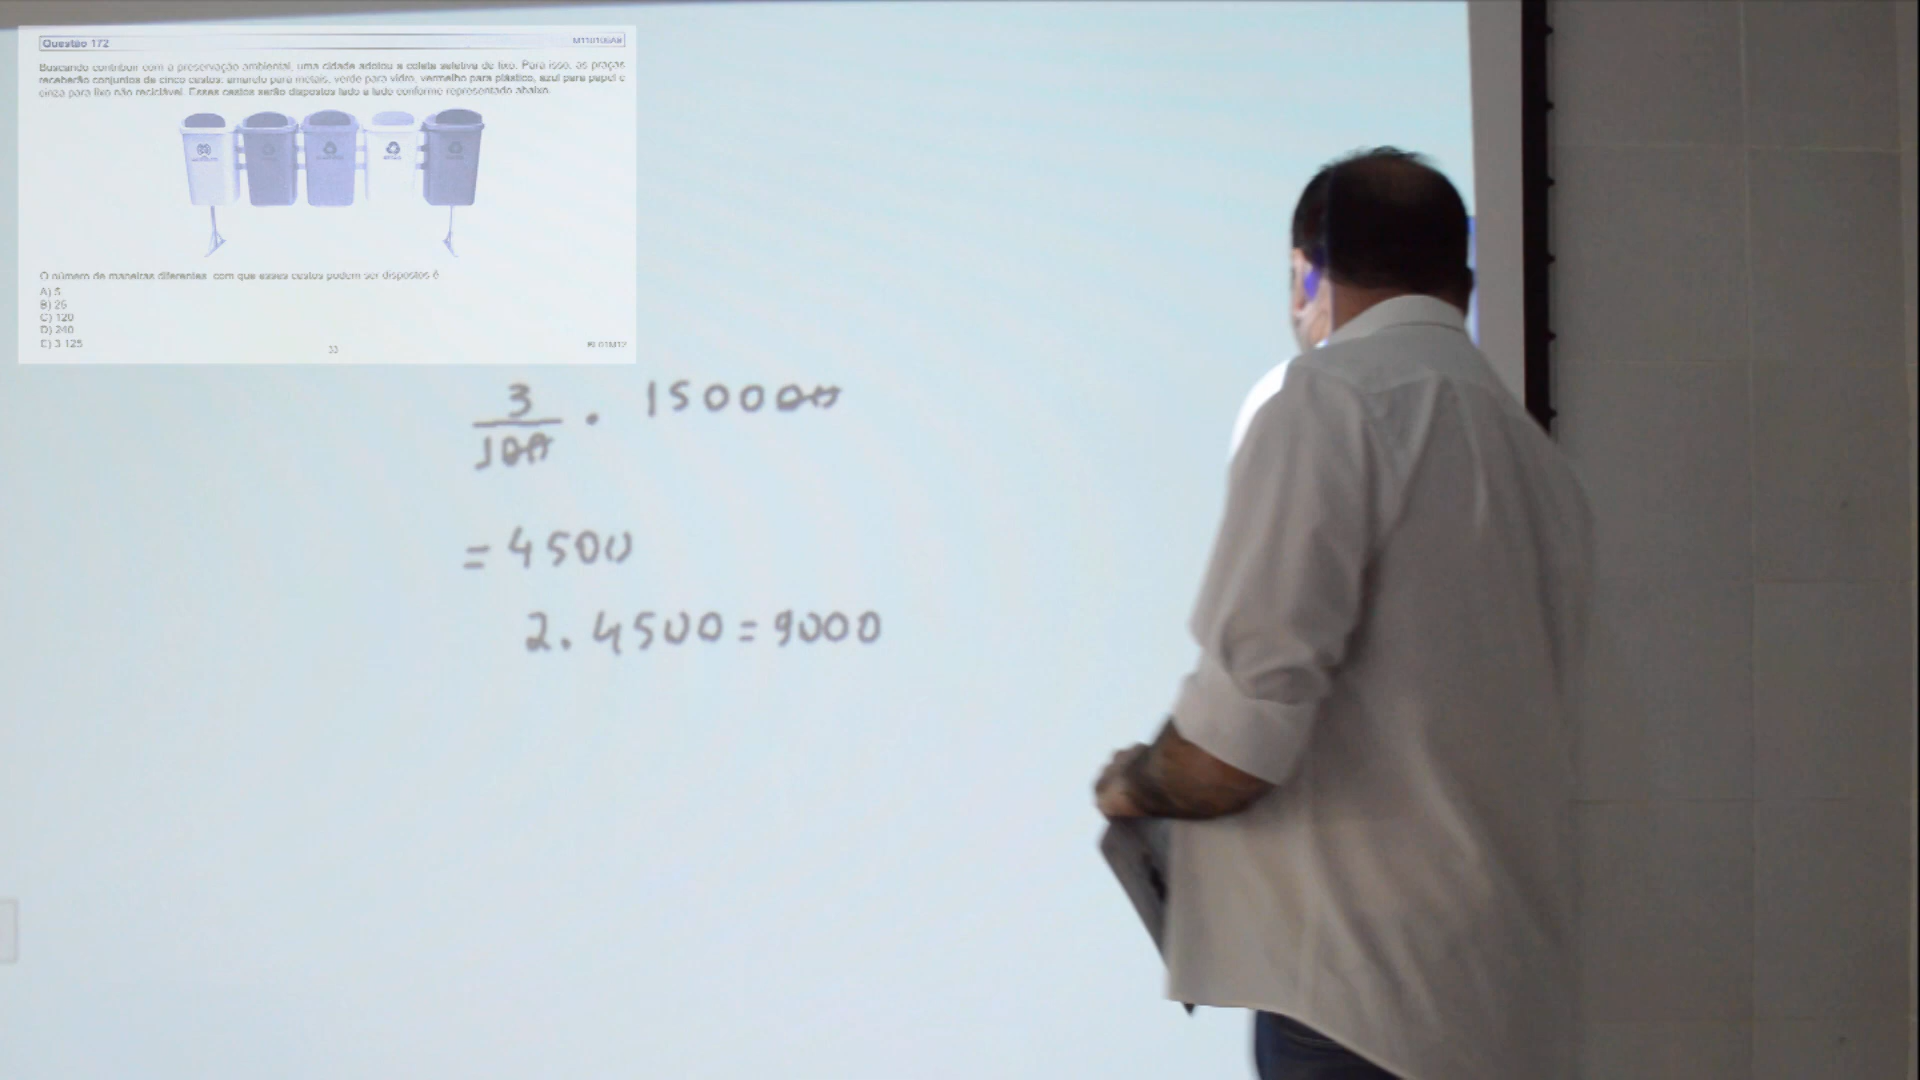 Questão 172
Buscando contribuir com a preservação ambiental, uma cidade adotou a coleta seletiva de lixo. Para isso, as praças
receberão conjuntos de cinco cestos: amarelo para metais, verde para vidro, vermelho para plástico, azul para papel e
cinza para lixo não reciclável. Esses cestos serão dispostos lado a lado conforme representado abaixo.
O número de maneiras diferentes com que esses cestos podem ser dispostos é
A) 5
B) 25
C) 120
D) 240
E) 3 125
33
BL01M12
3/100 . 150000
= 4500
2. 4500 = 9000